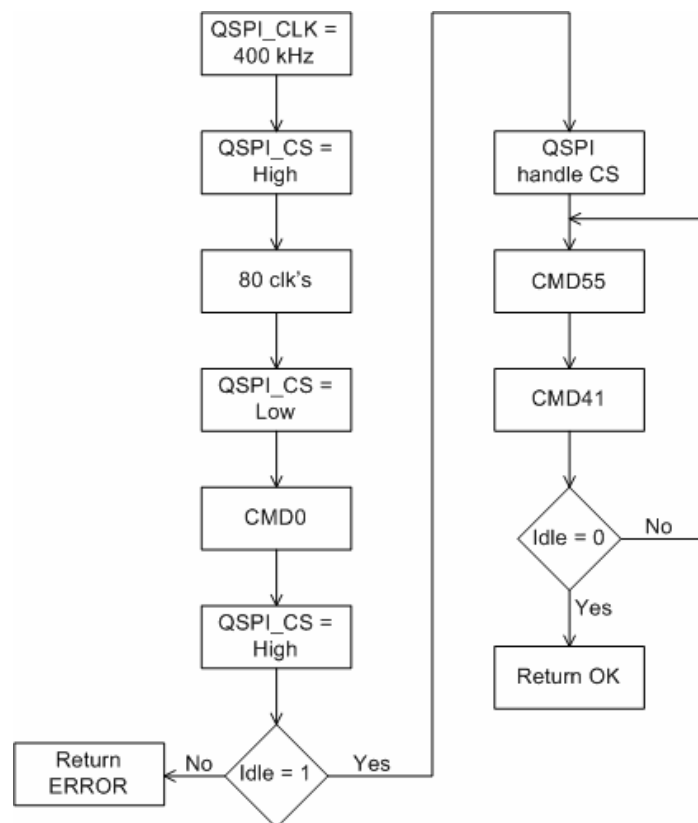 QSPI_CLK =
400 kHz
QSPI_CS =
High
80 clk's
QSPI_CS =
Low
CMD0
QSPI_CS =
High
Idle = 1
No
Return
ERROR
Yes
QSPI
handle CS
CMD55
CMD41
Idle = 0
No
Yes
Return OK